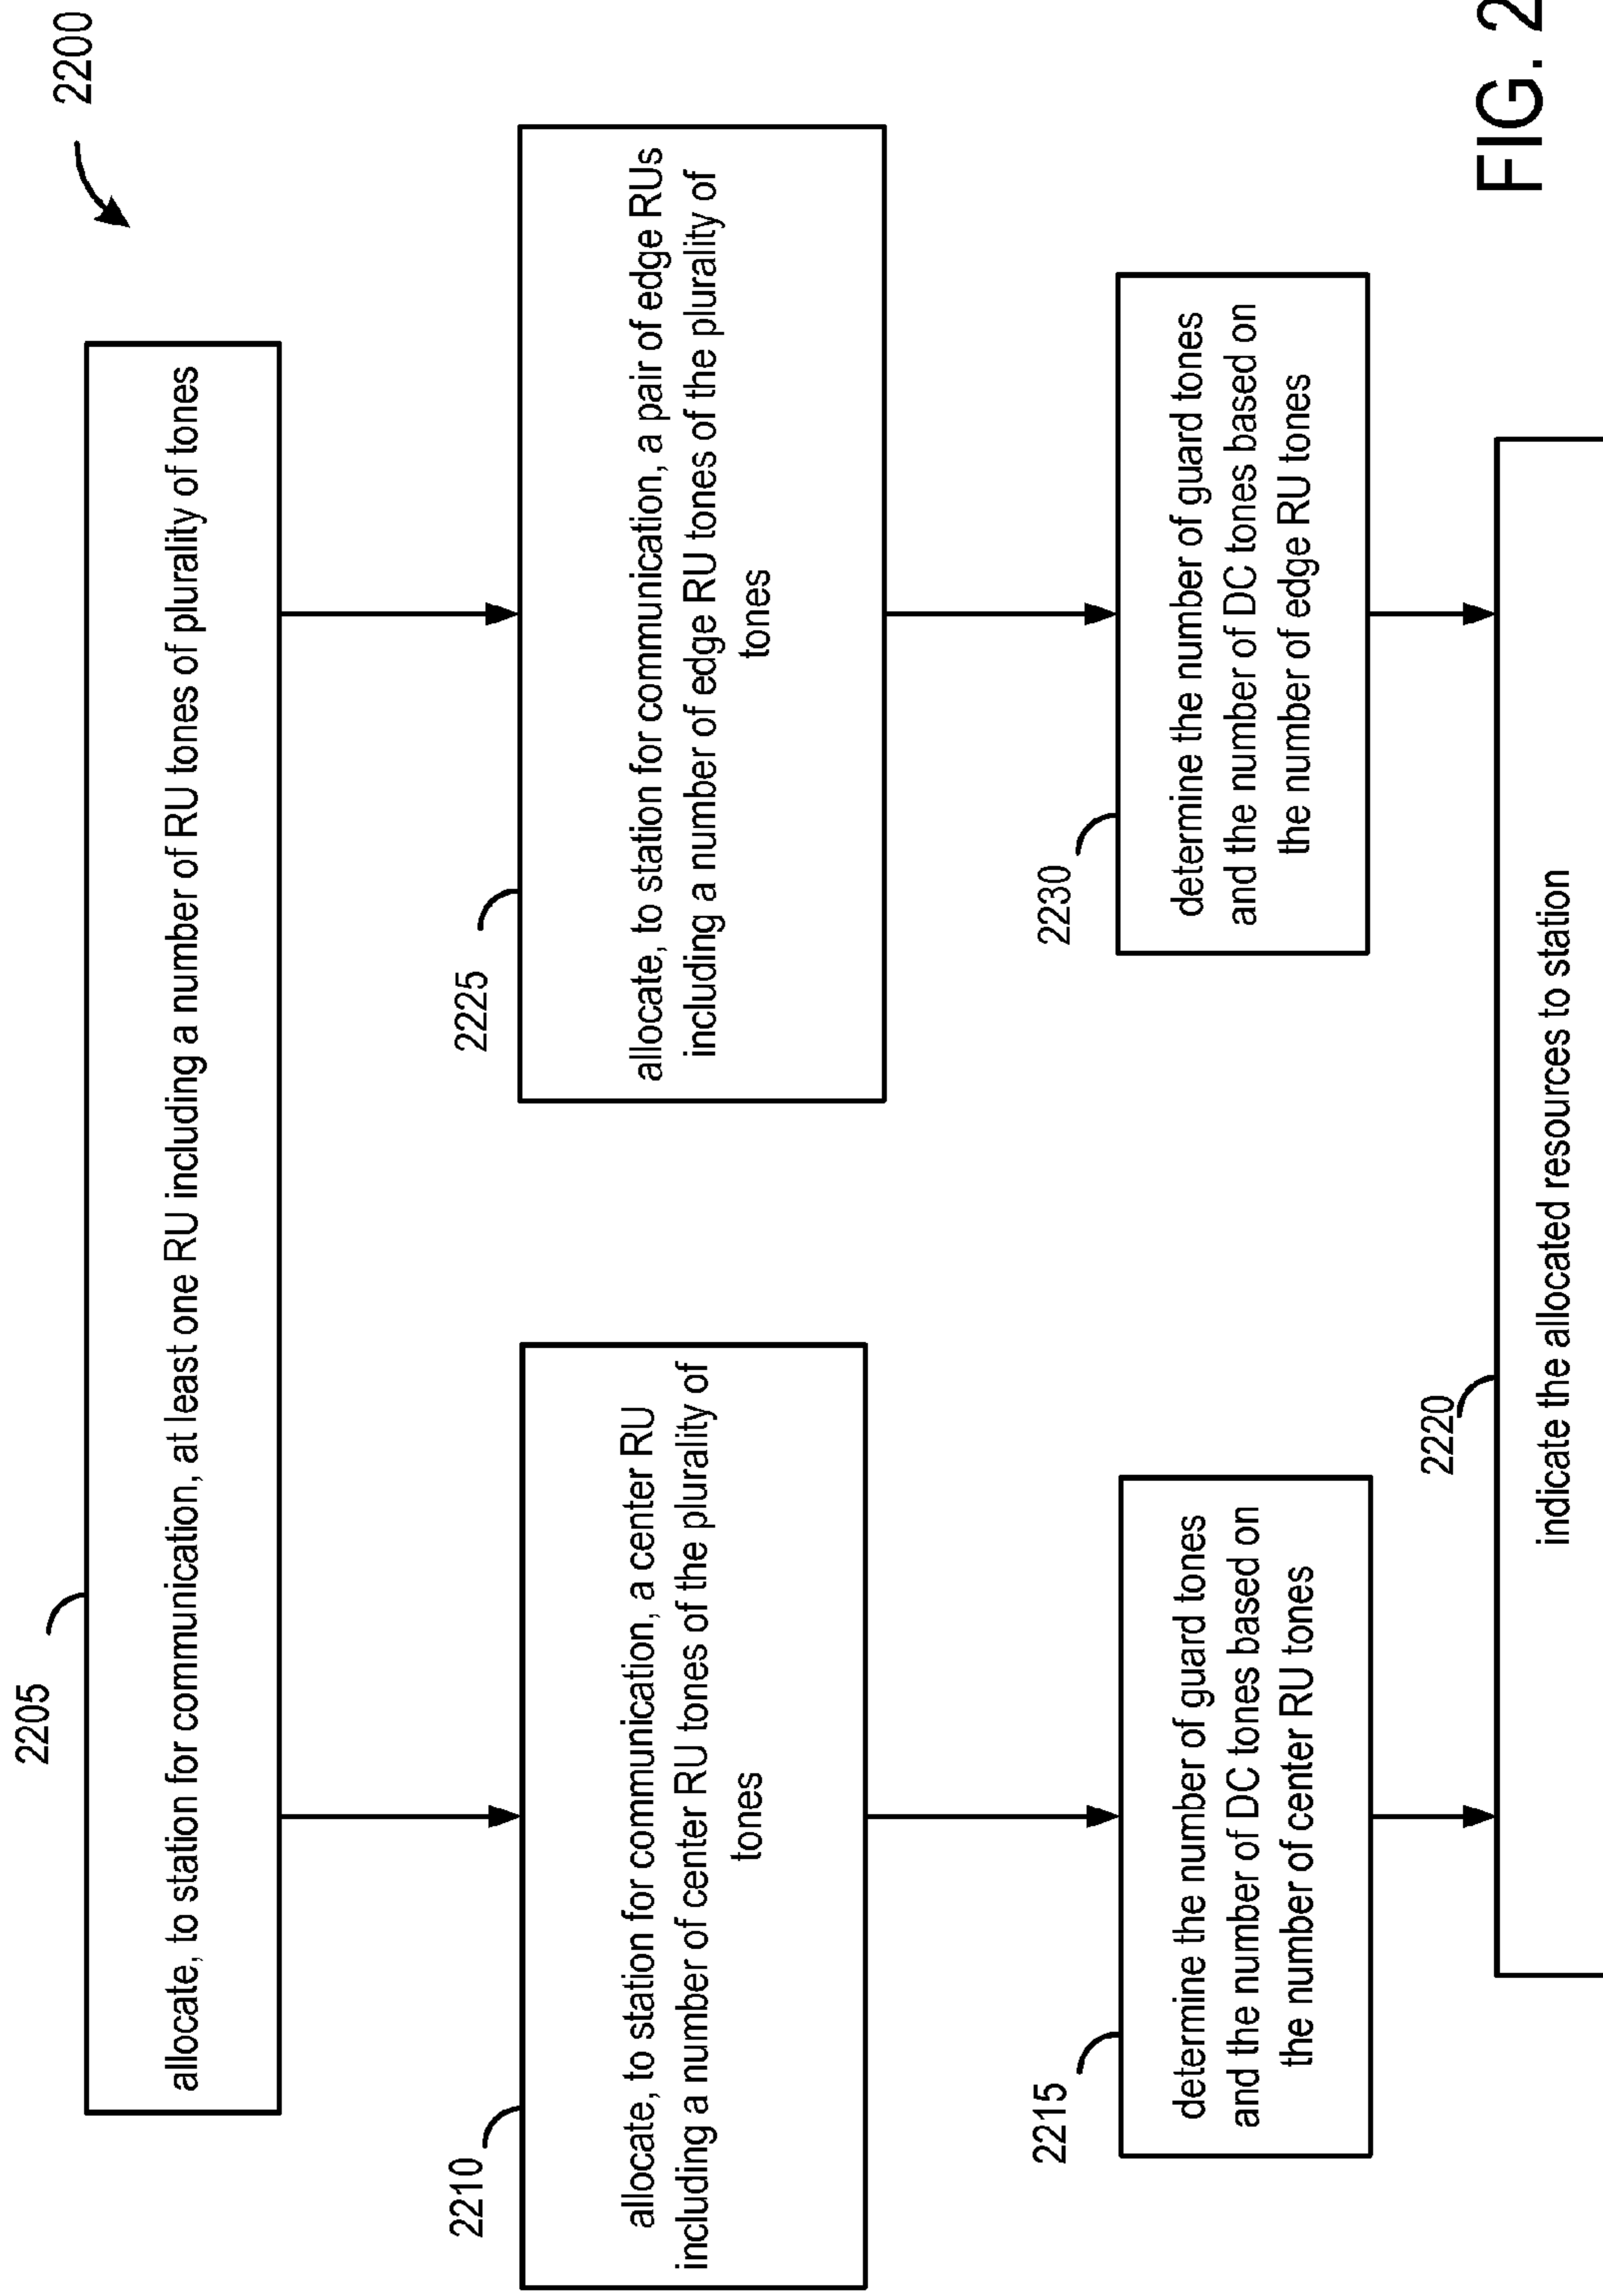 2200
2205
allocate, to station for communication, at least one RU including a number of RU tones of plurality of tones
2210
allocate, to station for communication, a center RU
including a number of center RU tones of the plurality of
tones
2225
allocate, to station for communication, a pair of edge RUs
including a number of edge RU tones of the plurality of
tones
2215
determine the number of guard tones
and the number of DC tones based on
the number of center RU tones
2230
determine the number of guard tones
and the number of DC tones based on
the number of edge RU tones
2220
indicate the allocated resources to station
FIG. 2